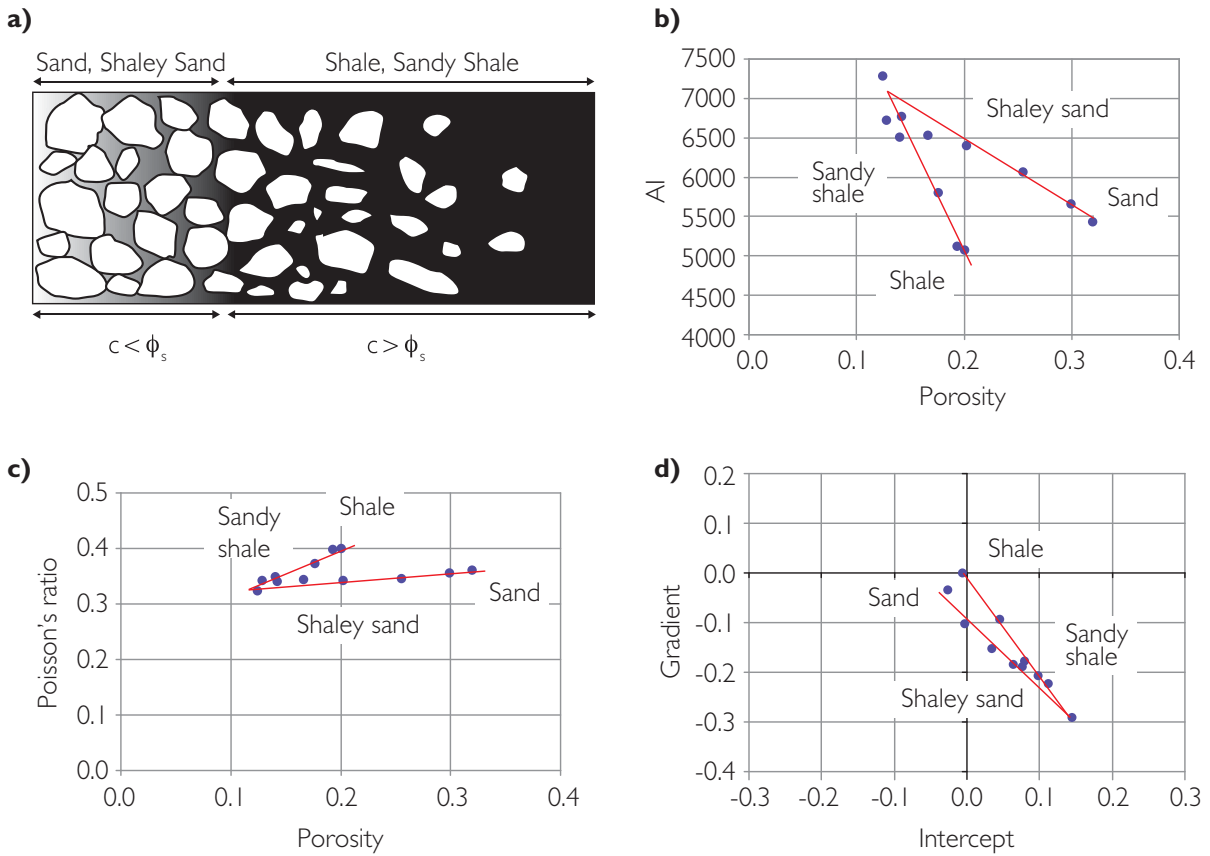 a)
Sand, Shaley Sand
Shale, Sandy Shale
c < ϕs
c > ϕs
b)
7500
7000
6500
6000
5500
5000
4500
4000
AI
Shaley sand
Sandy
shale
Sand
Shale
0.0
0.1
0.2
0.3
0.4
Porosity
c)
0.5
0.4
0.3
0.2
0.1
0.0
Poisson's ratio
Sandy
shale
Shale
Sand
Shaley sand
0.0
0.1
0.2
0.3
0.4
Porosity
d)
0.2
0.1
0.0
-0.1
-0.2
-0.3
-0.4
Gradient
Shale
Sand
Sandy
shale
Shaley sand
-0.3
-0.2
-0.1
0.0
0.1
0.2
0.3
Intercept